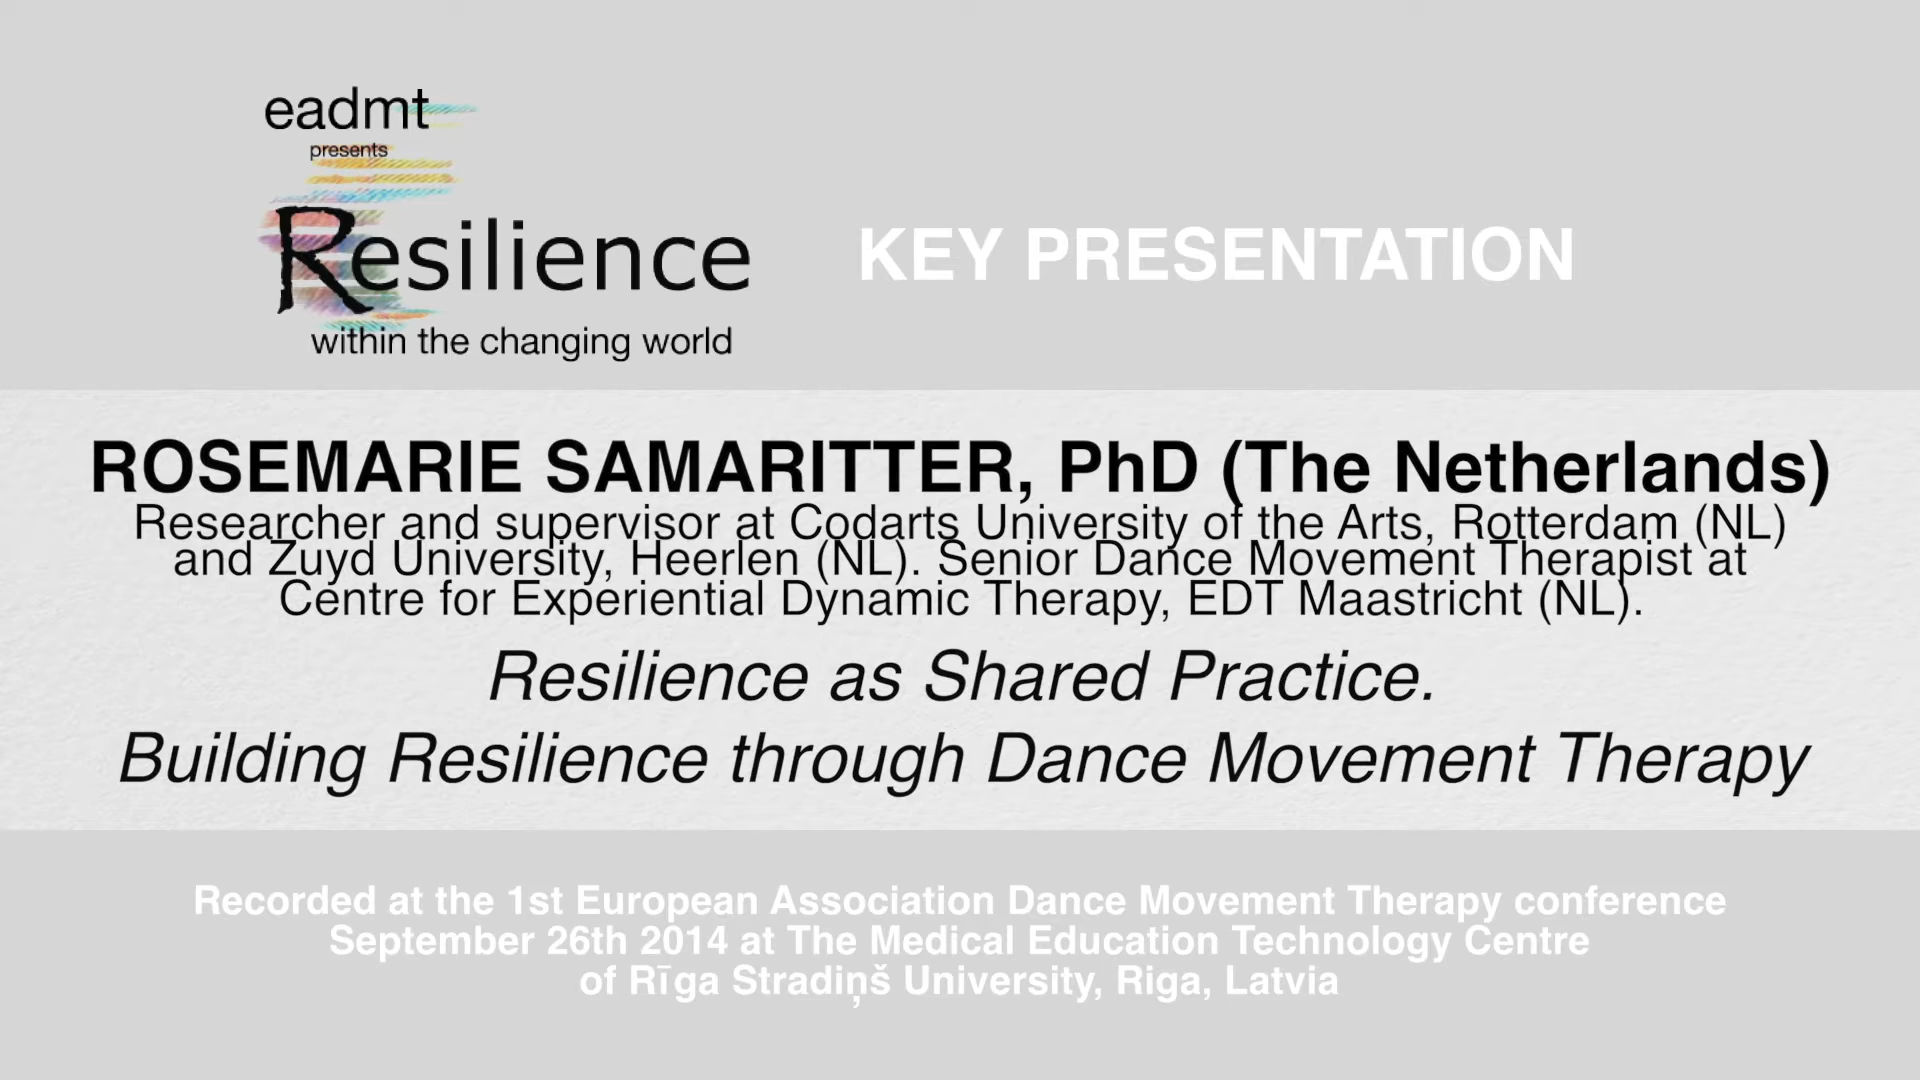 eadmt
presents
Resilience
within the changing world
KEY PRESENTATION
ROSEMARIE SAMARITTER, PhD (The Netherlands)
Researcher and supervisor at Codarts University of the Arts, Rotterdam (NL)
and Zuyd University, Heerlen (NL). Senior Dance Movement Therapist at
Centre for Experiential Dynamic Therapy, EDT Maastricht (NL).
Resilience as Shared Practice.
Building Resilience through Dance Movement Therapy
Recorded at the 1st European Association Dance Movement Therapy conference
September 26th 2014 at The Medical Education Technology Centre
of Rīga Stradiņš University, Riga, Latvia